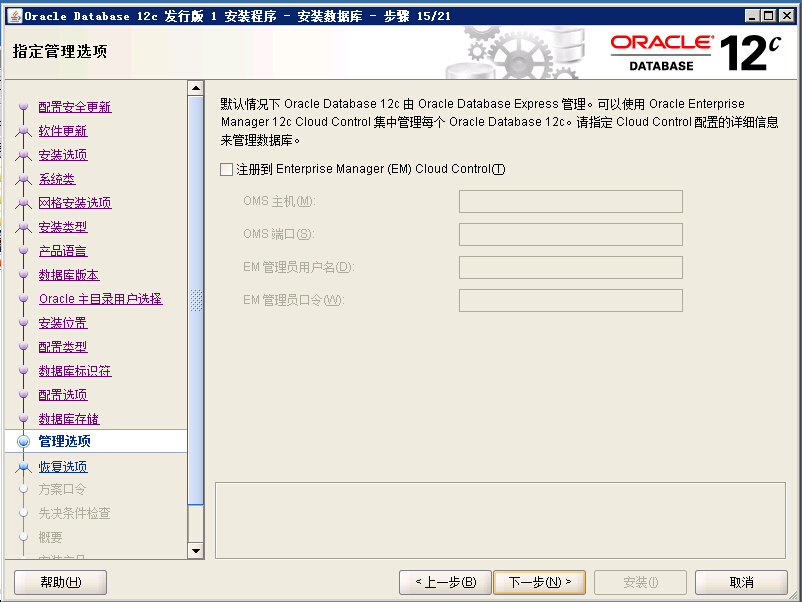 Oracle Database 12c 发行版 1 安装程序 - 安装数据库 - 步骤 15/21
指定管理选项
ORACLE
DATABASE
12c
配置安全更新
软件更新
安装选项
系统类
网格安装选项
安装类型
产品语言
数据库版本
Oracle 主目录用户选择
安装位置
配置类型
数据库标识符
配置选项
数据库存储
管理选项
恢复选项
方案口令
先决条件检查
概要
默认情况下 Oracle Database 12c 由 Oracle Database Express 管理。可以使用 Oracle Enterprise
Manager 12c Cloud Control 集中管理每个 Oracle Database 12c。请指定 Cloud Control 配置的详细信息
来管理数据库。
注册到 Enterprise Manager (EM) Cloud Control(T)
OMS 主机(M):
OMS 端口(S):
EM 管理员用户名(D):
EM 管理员口令(W):
帮助(H)
< 上一步(B)
下一步(N) >
安装(I)
取消